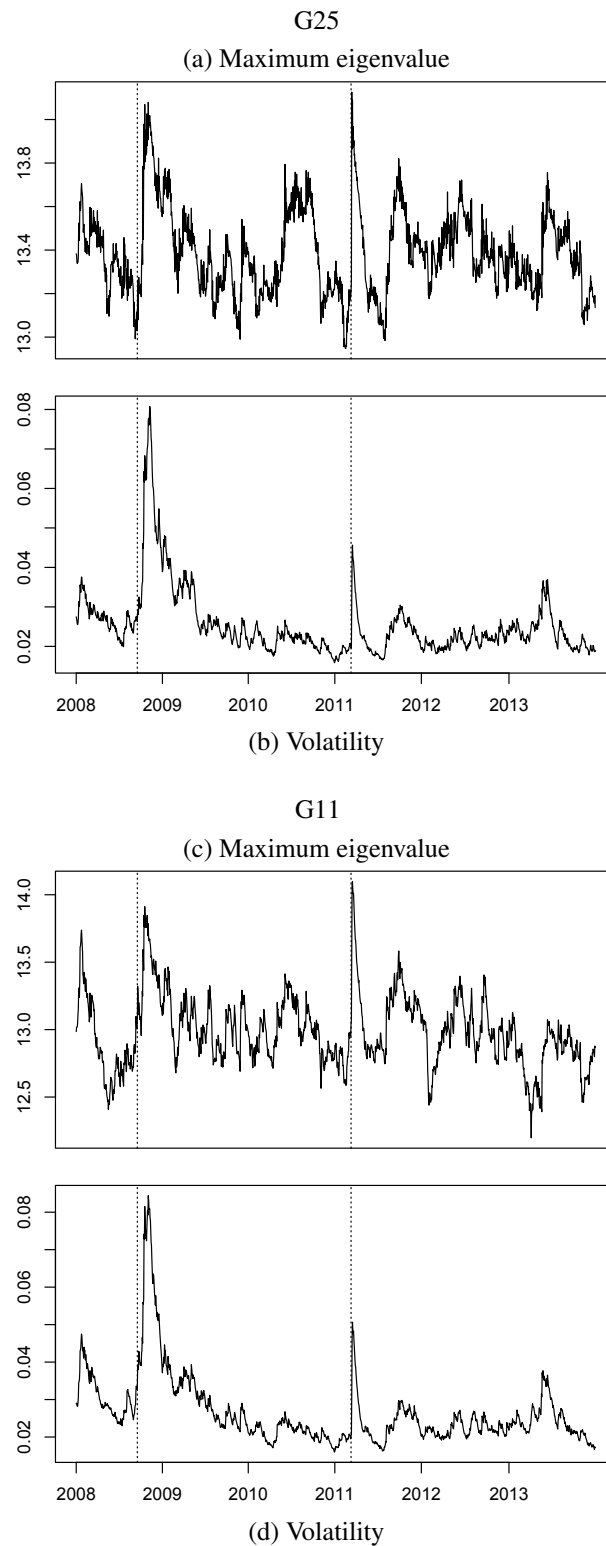 G25
(a) Maximum eigenvalue
13.8
13.4
13.0
0.08
0.06
0.04
0.02
2008 2009 2010 2011 2012 2013
(b) Volatility
G11
(c) Maximum eigenvalue
14.0
13.5
13.0
12.5
0.08
0.06
0.04
0.02
2008 2009 2010 2011 2012 2013
(d) Volatility